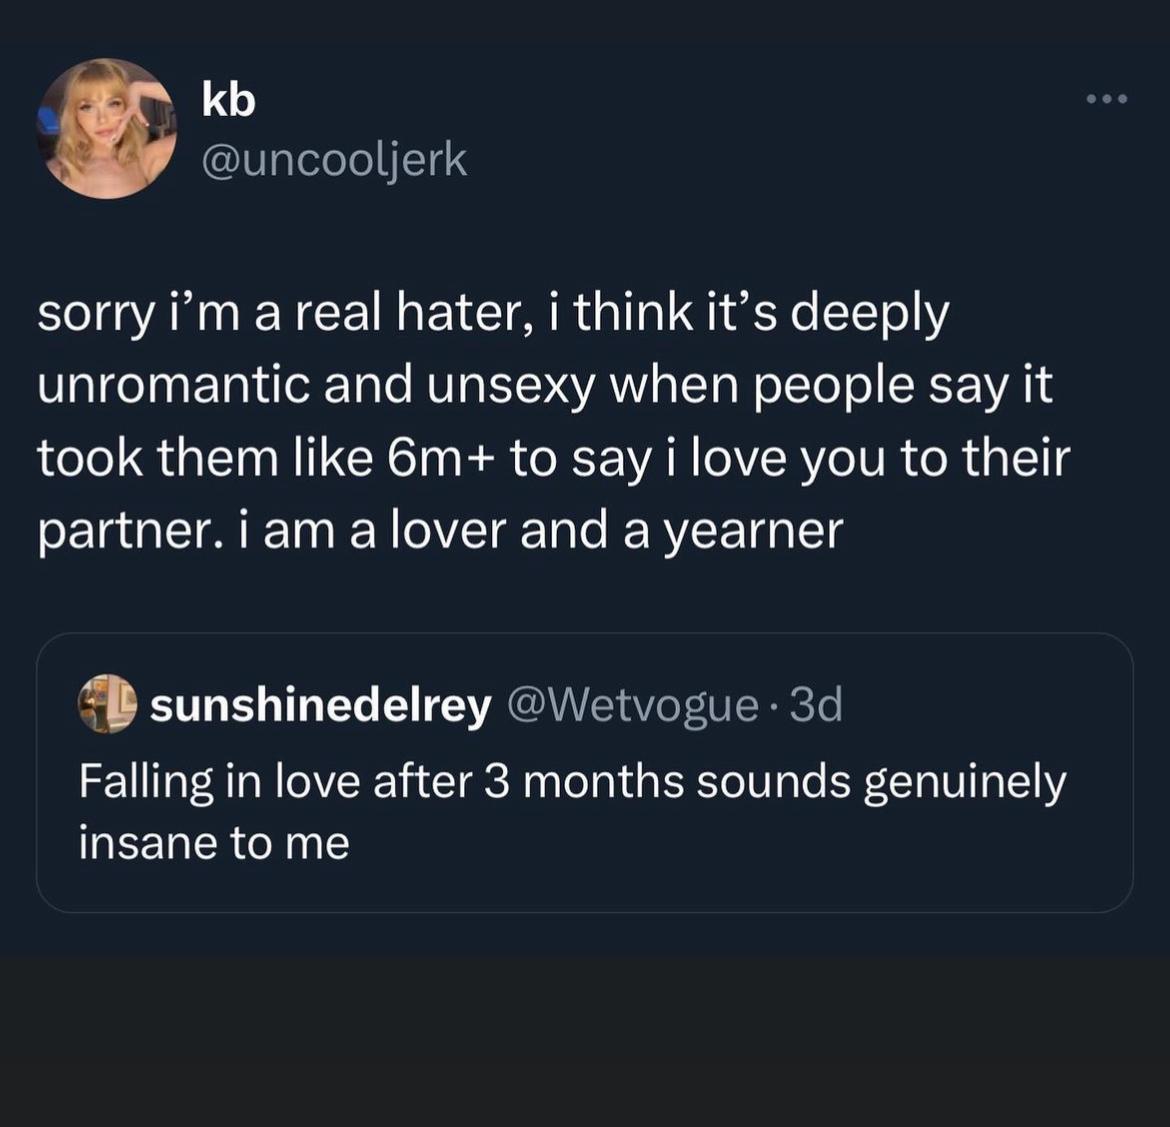 kb
@uncooljerk
sorry i’m a real hater, i think it’s deeply
unromantic and unsexy when people say it
took them like 6m+ to say i love you to their
partner. i am a lover and a yearner
sunshinedelrey @Wetvogue · 3d
Falling in love after 3 months sounds genuinely
insane to me